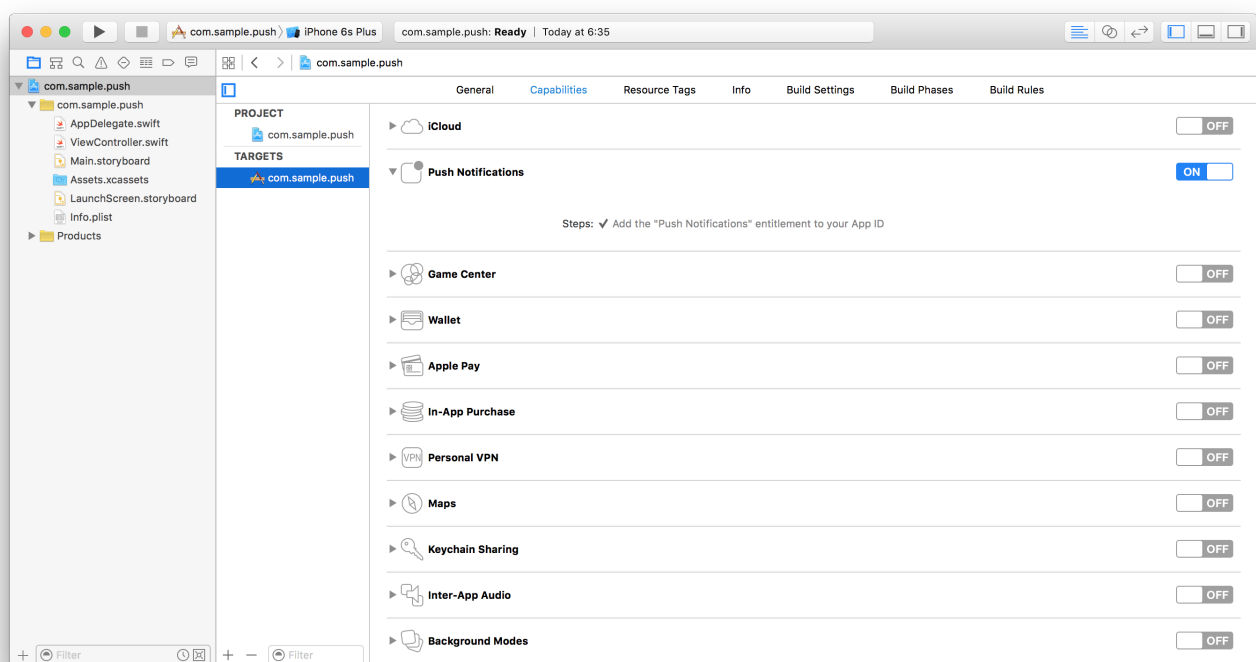 com.sample.push iPhone 6s Plus com.sample.push: Ready | Today at 6:35
com.sample.push
com.sample.push
com.sample.push
AppDelegate.swift
ViewController.swift
Main.storyboard
Assets.xcassets
LaunchScreen.storyboard
Info.plist
Products
Filter
PROJECT
com.sample.push
TARGETS
com.sample.push
Filter
General Capabilities Resource Tags Info Build Settings Build Phases Build Rules
iCloud OFF
Push Notifications ON
Steps: ✓ Add the "Push Notifications" entitlement to your App ID
Game Center OFF
Wallet OFF
Apple Pay OFF
In-App Purchase OFF
VPN Personal VPN OFF
Maps OFF
Keychain Sharing OFF
Inter-App Audio OFF
Background Modes OFF